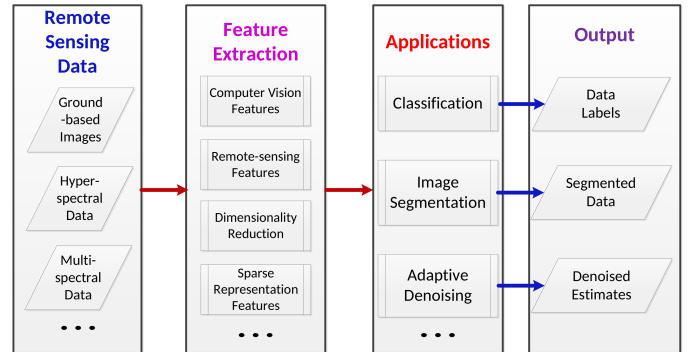 Remote
Sensing
Data
Ground
-based
Images
Hyper-
spectral
Data
Multi-
spectral
Data
• • •
Feature
Extraction
Computer Vision
Features
Remote-sensing
Features
Dimensionality
Reduction
Sparse
Representation
Features
• • •
Applications
Classification
Image
Segmentation
Adaptive
Denoising
• • •
Output
Data
Labels
Segmented
Data
Denoised
Estimates